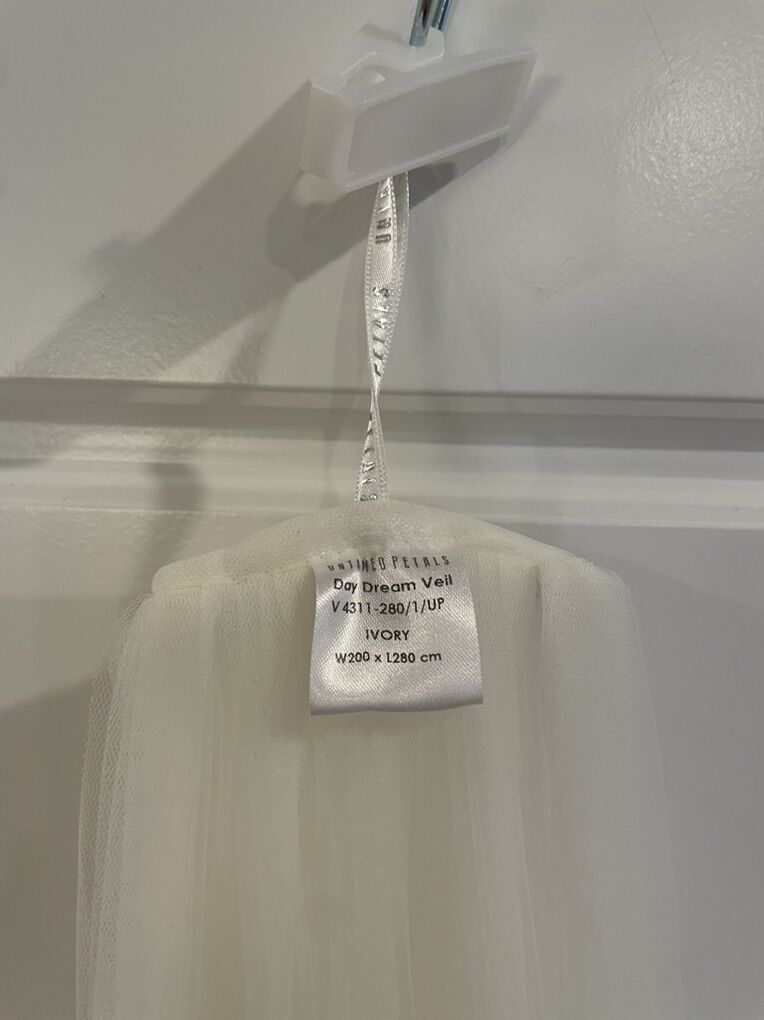 UNTAMED PETALS
Day Dream Veil
V4311-280/1/UP
IVORY
W200 x L280 cm